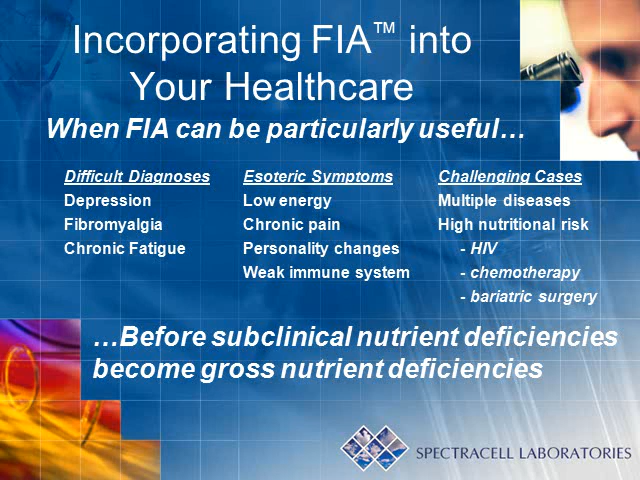 Incorporating FIA™ into
Your Healthcare
When FIA can be particularly useful…
Difficult Diagnoses
Depression
Fibromyalgia
Chronic Fatigue
Esoteric Symptoms
Low energy
Chronic pain
Personality changes
Weak immune system
Challenging Cases
Multiple diseases
High nutritional risk
- HIV
- chemotherapy
- bariatric surgery
…Before subclinical nutrient deficiencies
become gross nutrient deficiencies
SPECTRACELL LABORATORIES